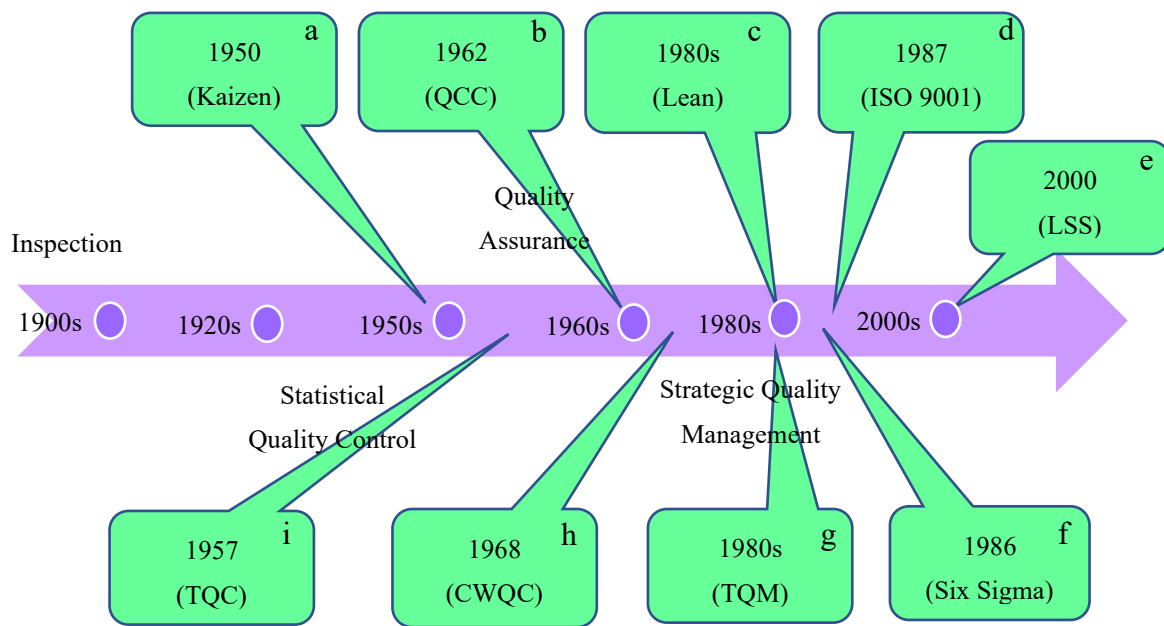 a
1950
(Kaizen)
b
1962
(QCC)
c
1980s
(Lean)
d
1987
(ISO 9001)
e
2000
(LSS)
Quality
Assurance
Inspection
1900s
1920s
1950s
1960s
1980s
2000s
Statistical
Quality Control
Strategic Quality
Management
i
1957
(TQC)
h
1968
(CWQC)
g
1980s
(TQM)
f
1986
(Six Sigma)